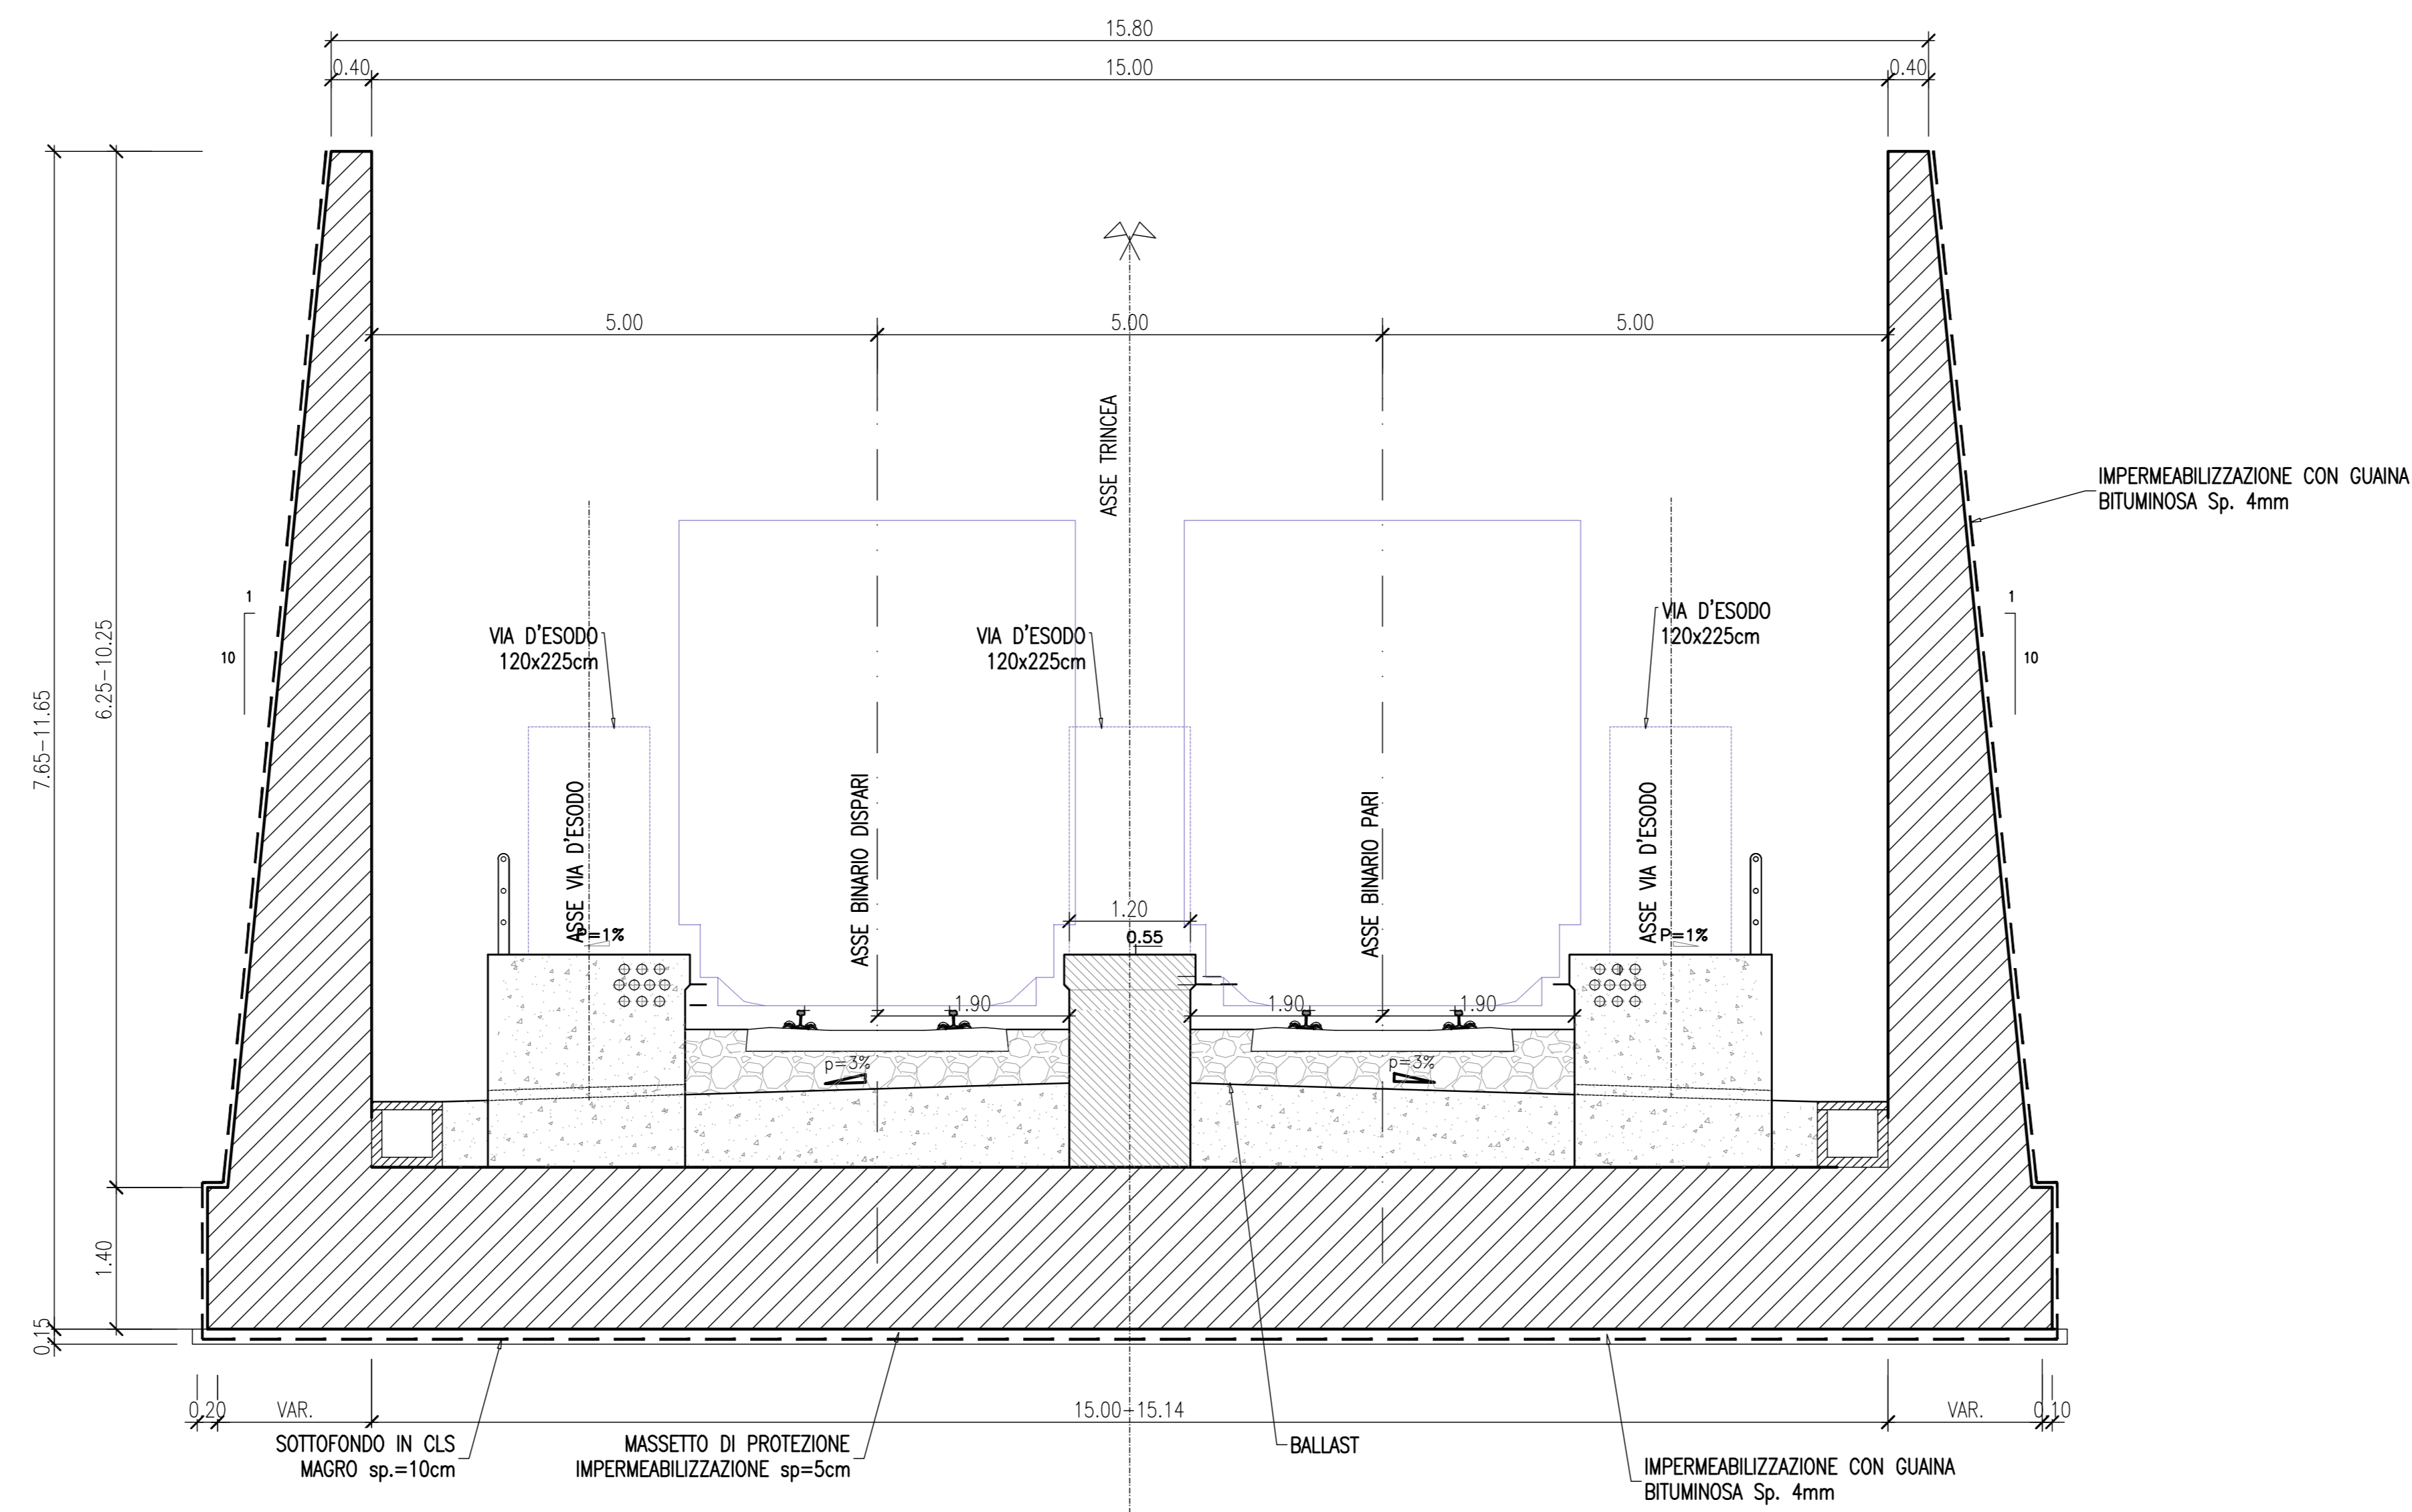 15.80
0.40
15.00
0.40
5.00
5.00
5.00
ASSE TRINCEA
IMPERMEABILIZZAZIONE CON GUAINA
BITUMINOSA Sp. 4mm
1
10
1
10
VIA D'ESODO
120x225cm
VIA D'ESODO
120x225cm
VIA D'ESODO
120x225cm
7.65-11.65
6.25-10.25
ASSE VIA D'ESODO
ASSE BINARIO DISPARI
ASSE BINARIO PARI
ASSE VIA D'ESODO
P=1%
1.20
0.55
P=1%
1.90
1.90
1.90
p=3%
p=3%
1.40
0.15
0.20
VAR.
15.00-15.14
VAR.
0.10
SOTTOFONDO IN CLS
MAGRO sp.=10cm
MASSETTO DI PROTEZIONE
IMPERMEABILIZZAZIONE sp=5cm
BALLAST
IMPERMEABILIZZAZIONE CON GUAINA
BITUMINOSA Sp. 4mm